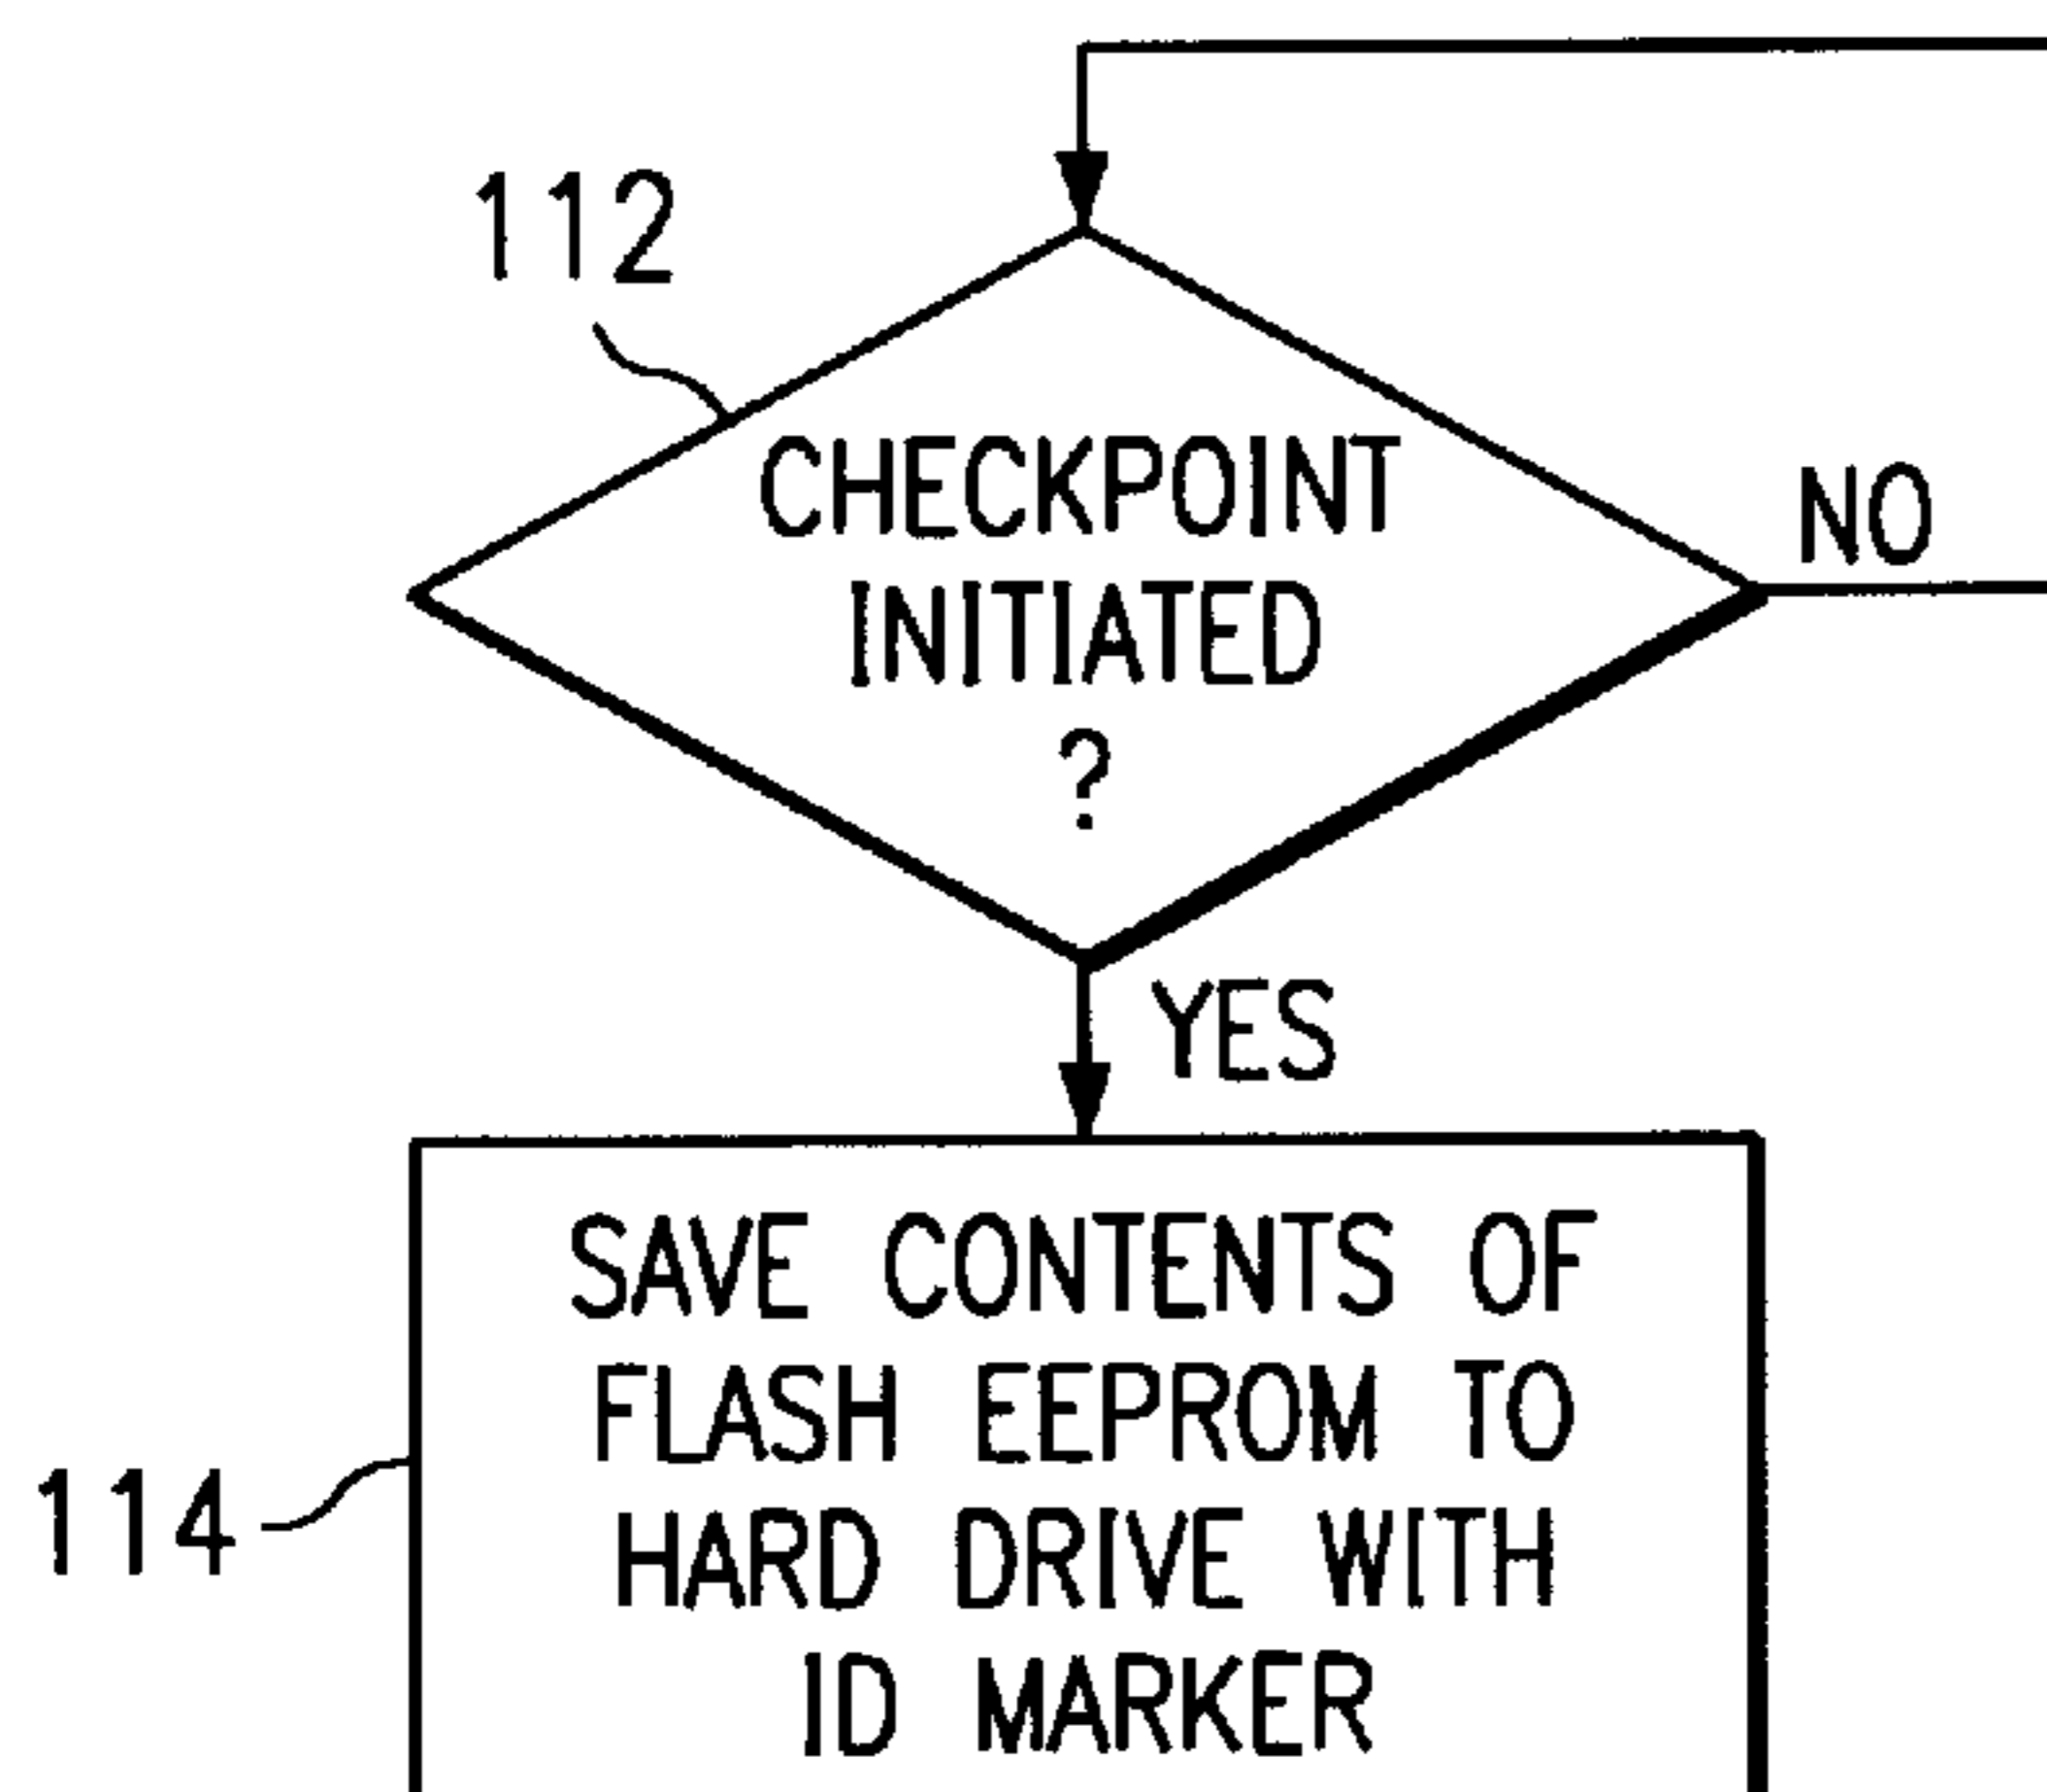 112
CHECKPOINT
INITIATED
?
NO
YES
SAVE CONTENTS OF
FLASH EEPROM TO
HARD DRIVE WITH
ID MARKER
114